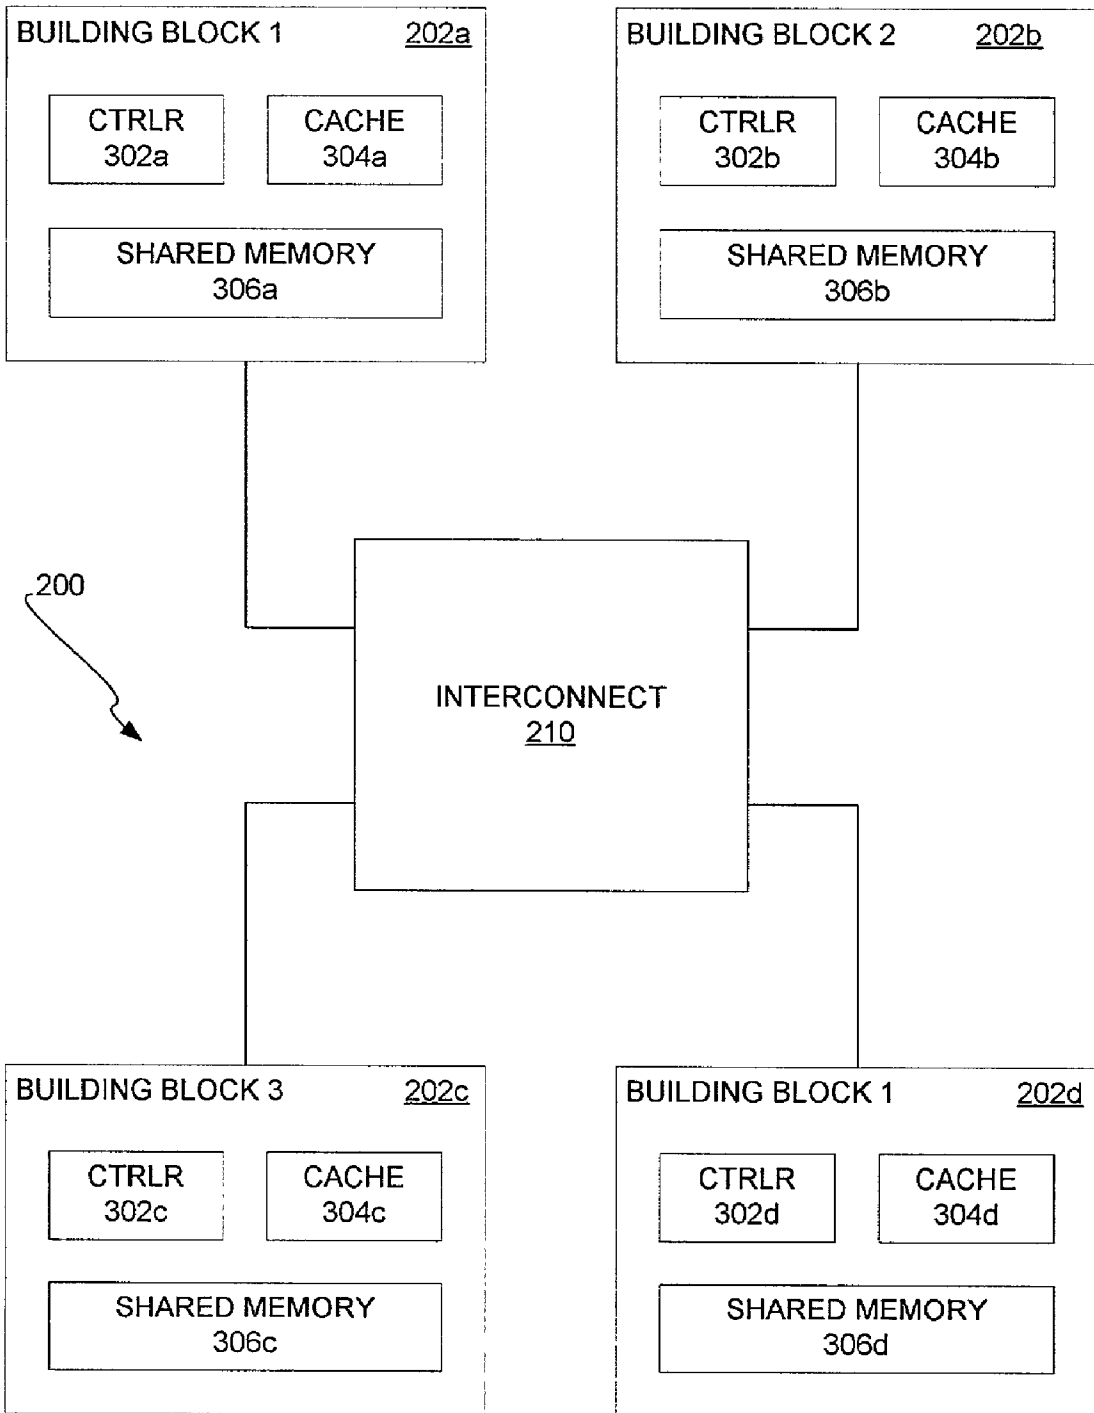 BUILDING BLOCK 1 202a
CTRLR
302a
CACHE
304a
SHARED MEMORY
306a
BUILDING BLOCK 2 202b
CTRLR
302b
CACHE
304b
SHARED MEMORY
306b
200
INTERCONNECT
210
BUILDING BLOCK 3 202c
CTRLR
302c
CACHE
304c
SHARED MEMORY
306c
BUILDING BLOCK 1 202d
CTRLR
302d
CACHE
304d
SHARED MEMORY
306d